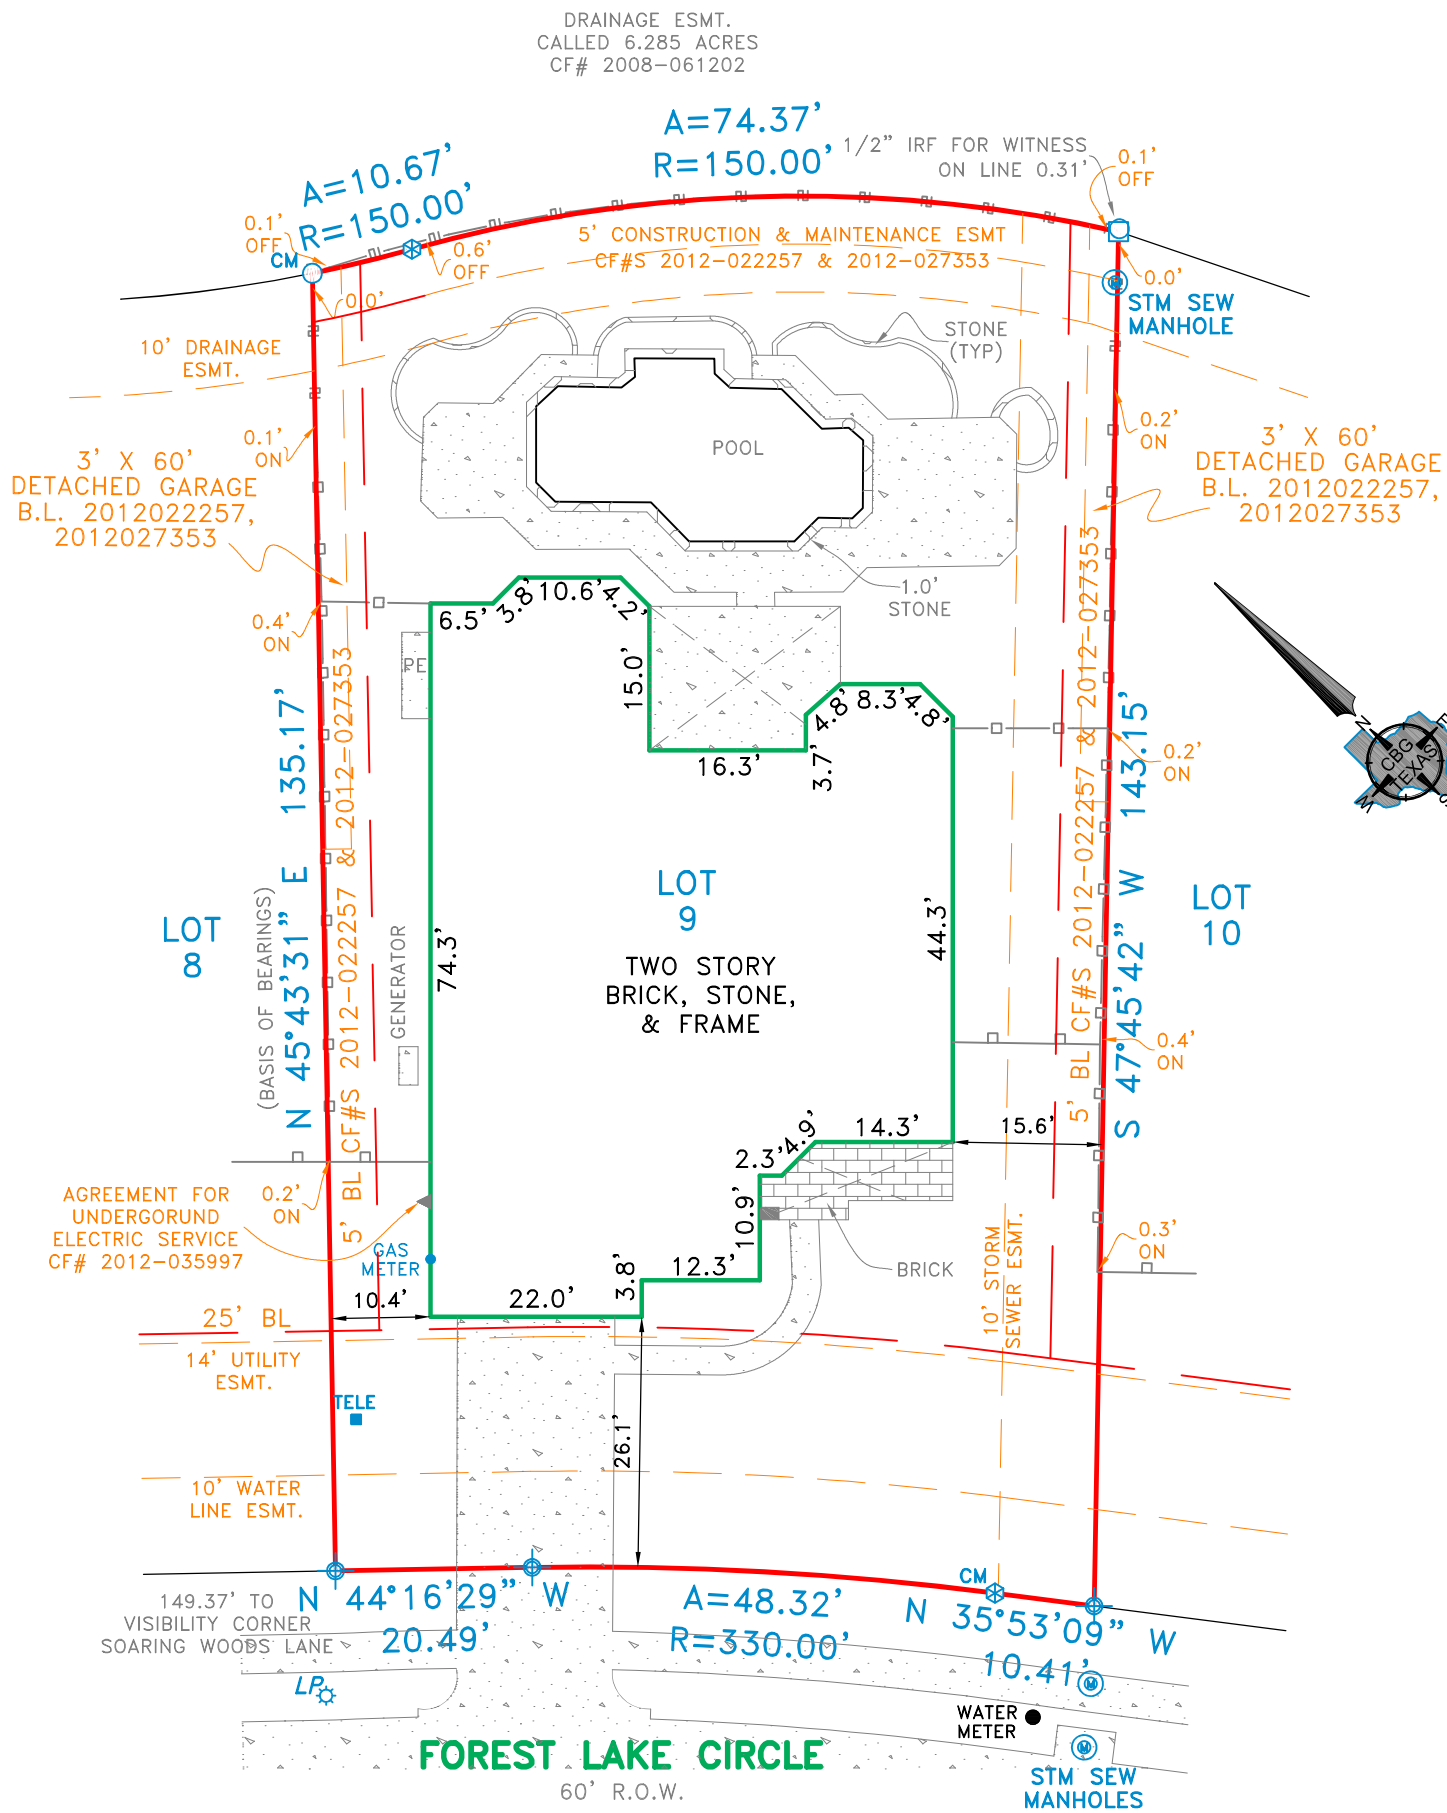 DRAINAGE ESMT.
CALLED 6.285 ACRES
CF# 2008-061202
A=74.37'
R=150.00'
1/2" IRF FOR WITNESS
ON LINE 0.31'
0.1'
OFF
A=10.67'
R=150.00'
0.1'
OFF
CM
0.6'
OFF
5' CONSTRUCTION & MAINTENANCE ESMT
CF#S 2012-022257 & 2012-027353
0.0'
0.0'
STM SEW
MANHOLE
10' DRAINAGE
ESMT.
STONE
(TYP)
POOL
0.1'
ON
0.2'
ON
3' X 60'
DETACHED GARAGE
B.L. 2012022257,
2012027353
3' X 60'
DETACHED GARAGE
B.L. 2012022257,
2012027353
1.0'
STONE
0.4'
ON
6.5'
3.8'
10.6'
4.2'
15.0'
16.3'
3.7'
4.8'
8.3'
4.8'
PE
0.2'
ON
N
E
S
W
CBG
TEXAS
N 45°43'31" E 135.17'
(BASIS OF BEARINGS)
5' BL CF#S 2012-022257 & 2012-027353
GENERATOR
74.3'
LOT
8
LOT
9
TWO STORY
BRICK, STONE,
& FRAME
44.3'
5' BL CF#S 2012-022257 & 2012-027353
S 47°45'42" W 143.15'
LOT
10
0.4'
ON
15.6'
14.3'
4.9'
2.3'
10.9'
12.3'
3.8'
22.0'
10.4'
AGREEMENT FOR
UNDERGORUND
ELECTRIC SERVICE
CF# 2012-035997
0.2'
ON
GAS
METER
BRICK
0.3'
ON
10' STORM
SEWER ESMT.
25' BL
14' UTILITY
ESMT.
TELE
26.1'
10' WATER
LINE ESMT.
149.37' TO
VISIBILITY CORNER
SOARING WOODS LANE
N 44°16'29" W
20.49'
A=48.32'
R=330.00'
CM
N 35°53'09" W
10.41'
LP
M
M
M
WATER
METER
FOREST LAKE CIRCLE
60' R.O.W.
STM SEW
MANHOLES